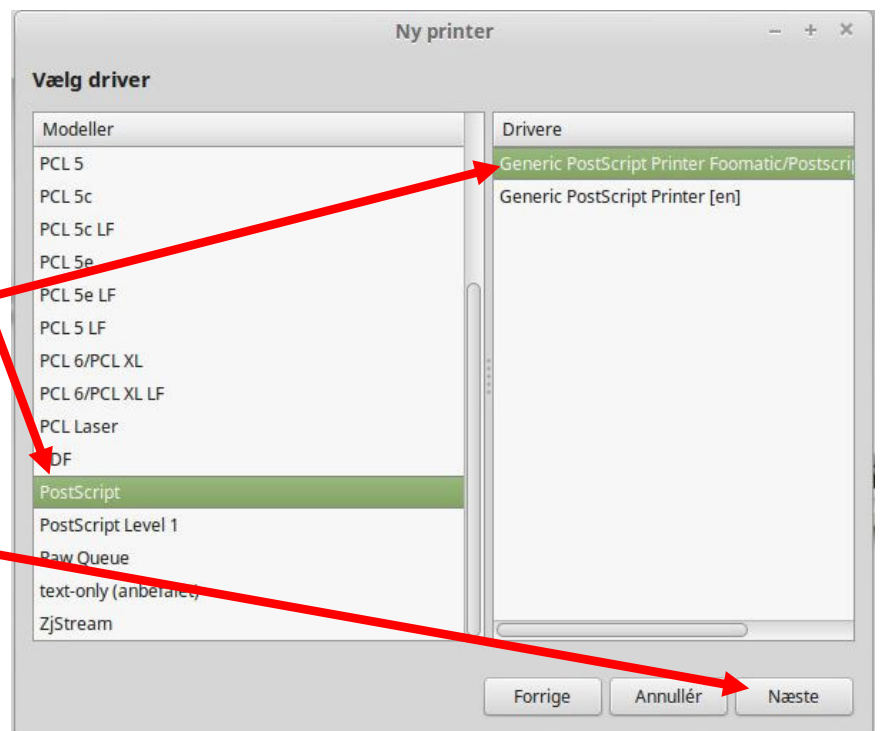 Ny printer
Vælg driver
Modeller
PCL 5
PCL 5c
PCL 5c LF
PCL 5e
PCL 5e LF
PCL 5 LF
PCL 6/PCL XL
PCL 6/PCL XL LF
PCL Laser
DF
PostScript
PostScript Level 1
Raw Queue
text-only (anbefalet)
ZjStream
Drivere
Generic PostScript Printer Foomatic/Postscrip
Generic PostScript Printer [en]
Forrige
Annullér
Næste